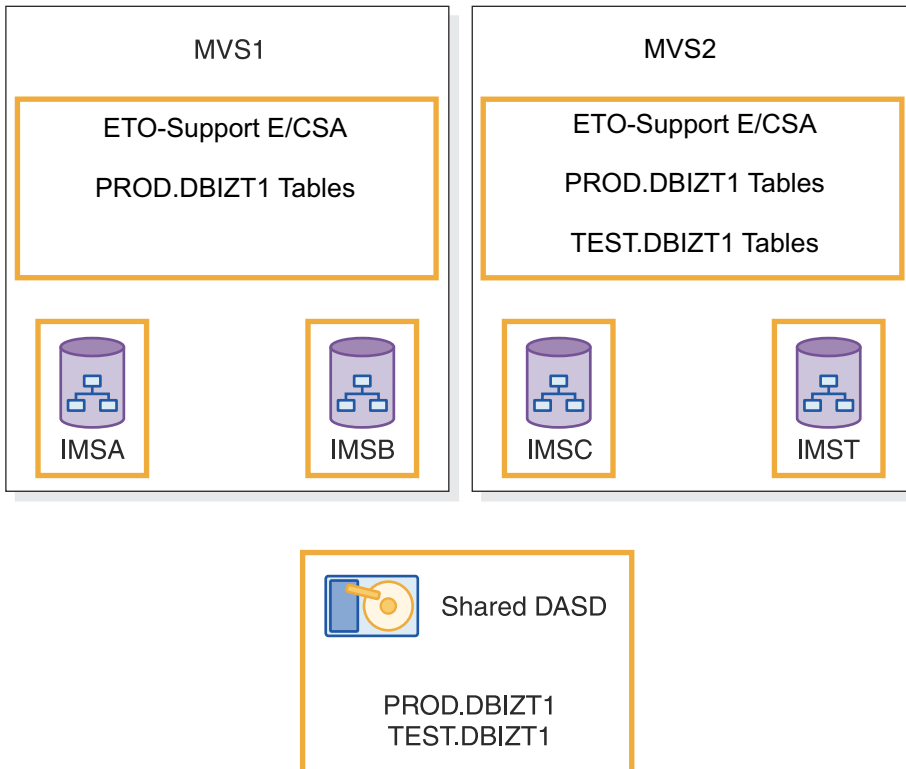 MVS1
ETO-Support E/CSA
PROD.DBIZT1 Tables
IMSA
IMSB
MVS2
ETO-Support E/CSA
PROD.DBIZT1 Tables
TEST.DBIZT1 Tables
IMSC
IMST
Shared DASD
PROD.DBIZT1
TEST.DBIZT1